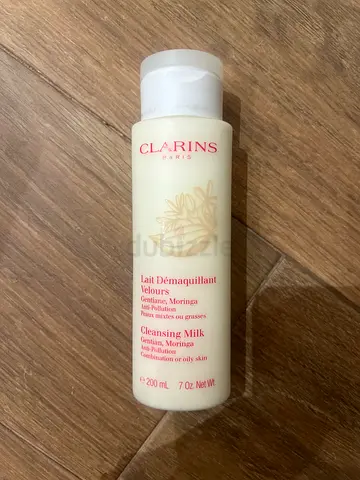 CLARINS
PARIS
dubizzle
Lait Démaquillant
Velours
Gentiane, Moringa
Anti-Pollution
Peaux mixtes ou grasses
Cleansing Milk
Gentian, Moringa
Anti-Pollution
Combination or oily skin
℮ 200 mL 7 Oz. Net Wt.